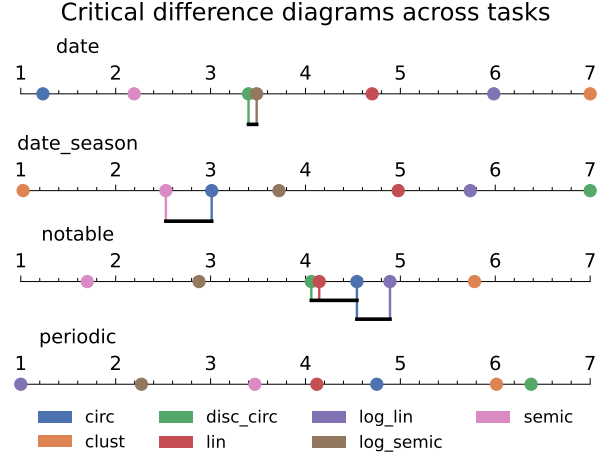 Critical difference diagrams across tasks
date
1 2 3 4 5 6 7
date_season
1 2 3 4 5 6 7
notable
1 2 3 4 5 6 7
periodic
1 2 3 4 5 6 7
circ disc_circ log_lin semic
clust lin log_semic